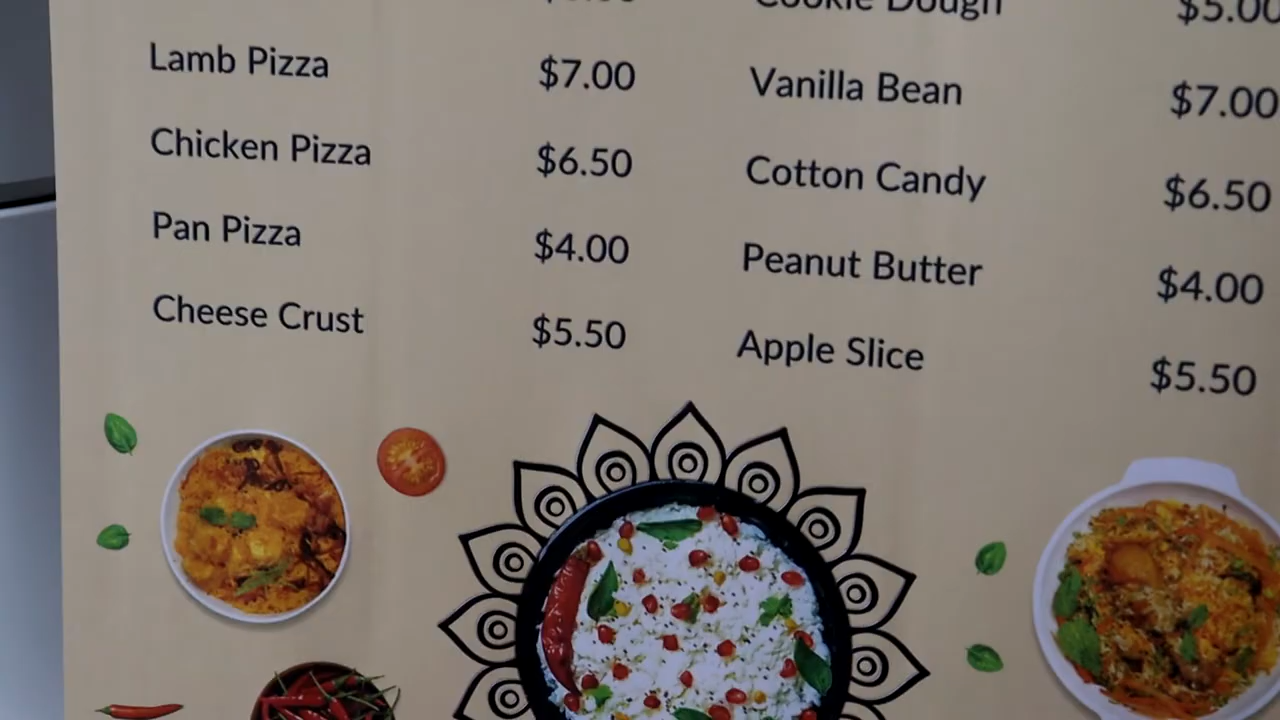 Cookie Dough $5.00
Lamb Pizza $7.00
Vanilla Bean $7.00
Chicken Pizza $6.50
Cotton Candy $6.50
Pan Pizza $4.00
Peanut Butter $4.00
Cheese Crust $5.50
Apple Slice $5.50